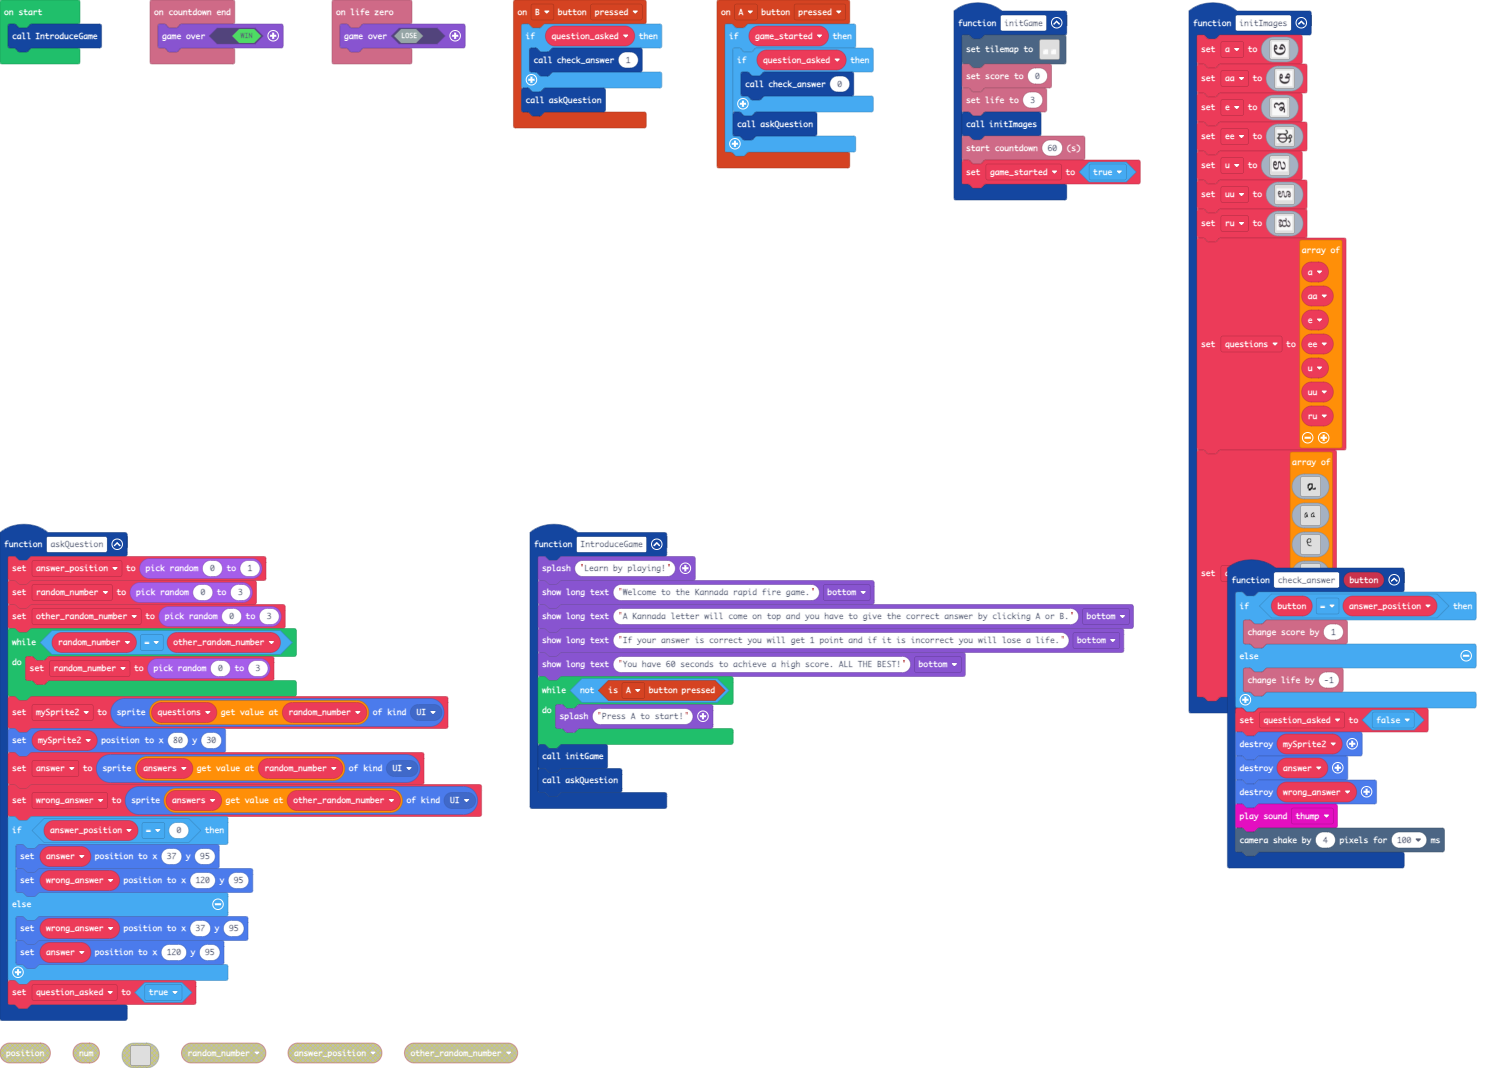 on start
call IntroduceGame
on countdown end
game over WIN
on life zero
game over LOSE
on B button pressed
if question_asked then
call check_answer 1
call askQuestion
on A button pressed
if game_started then
if question_asked then
call check_answer 0
call askQuestion
function initGame
set tilemap to
set score to 0
set life to 3
call initImages
start countdown 60 (s)
set game_started to true
function initImages
set a to ಅ
set aa to ಆ
set e to ಇ
set ee to ಈ
set u to ಉ
set uu to ಊ
set ru to ಋ
set questions to array of
a
aa
e
ee
u
uu
ru
set
array of
a
aa
e
function askQuestion
set answer_position to pick random 0 to 1
set random_number to pick random 0 to 3
set other_random_number to pick random 0 to 3
while random_number = other_random_number
do set random_number to pick random 0 to 3
set mySprite2 to sprite questions get value at random_number of kind UI
set mySprite2 position to x 80 y 30
set answer to sprite answers get value at random_number of kind UI
set wrong_answer to sprite answers get value at other_random_number of kind UI
if answer_position = 0 then
set answer position to x 37 y 95
set wrong_answer position to x 120 y 95
else
set wrong_answer position to x 37 y 95
set answer position to x 120 y 95
set question_asked to true
function IntroduceGame
splash "Learn by playing!"
show long text "Welcome to the Kannada rapid fire game." bottom
show long text "A Kannada letter will come on top and you have to give the correct answer by clicking A or B." bottom
show long text "If your answer is correct you will get 1 point and if it is incorrect you will lose a life." bottom
show long text "You have 60 seconds to achieve a high score. ALL THE BEST!" bottom
while not is A button pressed
do splash "Press A to start!"
call initGame
call askQuestion
function check_answer button
if button = answer_position then
change score by 1
else
change life by -1
set question_asked to false
destroy mySprite2
destroy answer
destroy wrong_answer
play sound thump
camera shake by 4 pixels for 100 ms
position
num
random_number
answer_position
other_random_number